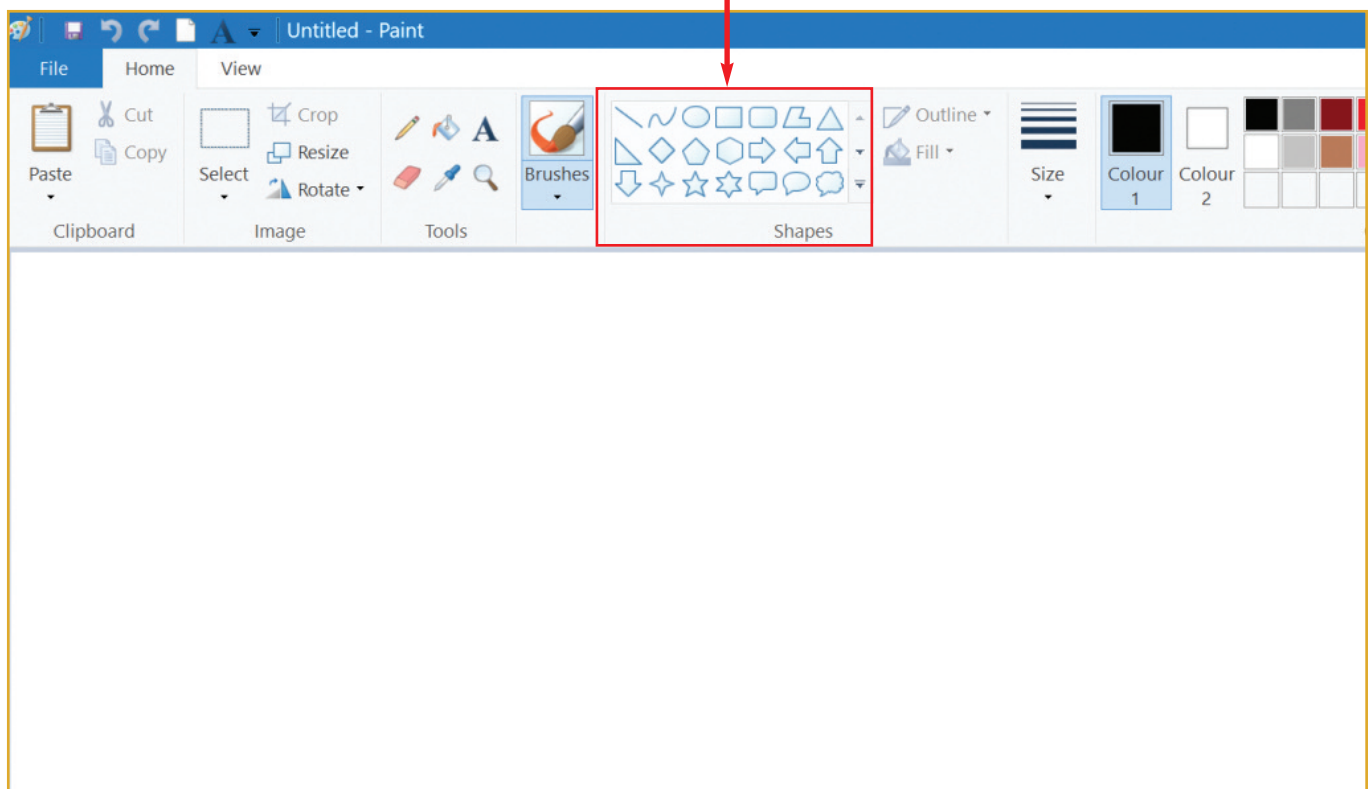 Untitled - Paint
File Home View
Cut
Copy
Paste
Clipboard
Select
Crop
Resize
Rotate
Image
A
Tools
Brushes
Shapes
Outline
Fill
Size
Colour 1
Colour 2